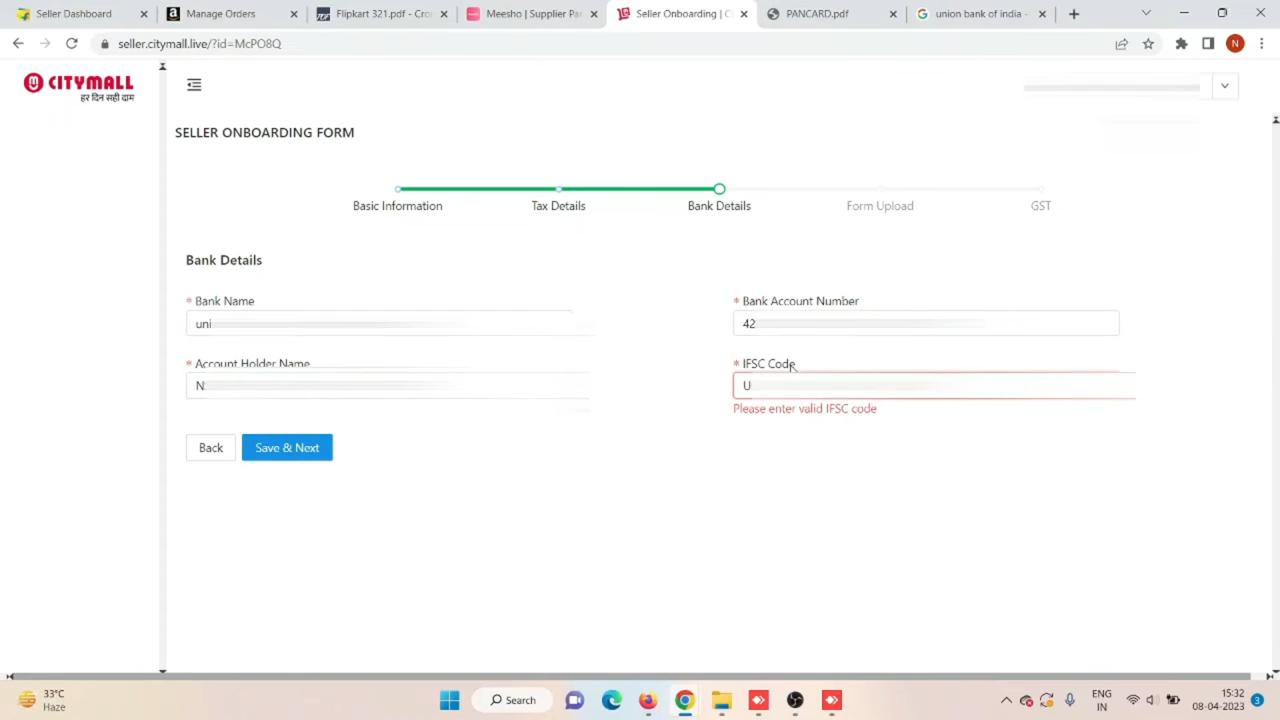 Seller Dashboard
Manage Orders
Flipkart 321.pdf - Cro
Meesho | Supplier Pa
Seller Onboarding | C
PANCARD.pdf
union bank of india -
seller.citymall.live/?id=McPO8Q
N
CITYMALL
हर दिन सही दाम
SELLER ONBOARDING FORM
Basic Information
Tax Details
Bank Details
Form Upload
GST
Bank Details
* Bank Name
* Bank Account Number
uni
42
* Account Holder Name
* IFSC Code
N
U
Please enter valid IFSC code
Back
Save & Next
33°C
Haze
Search
ENG
IN
15:32
08-04-2023
3